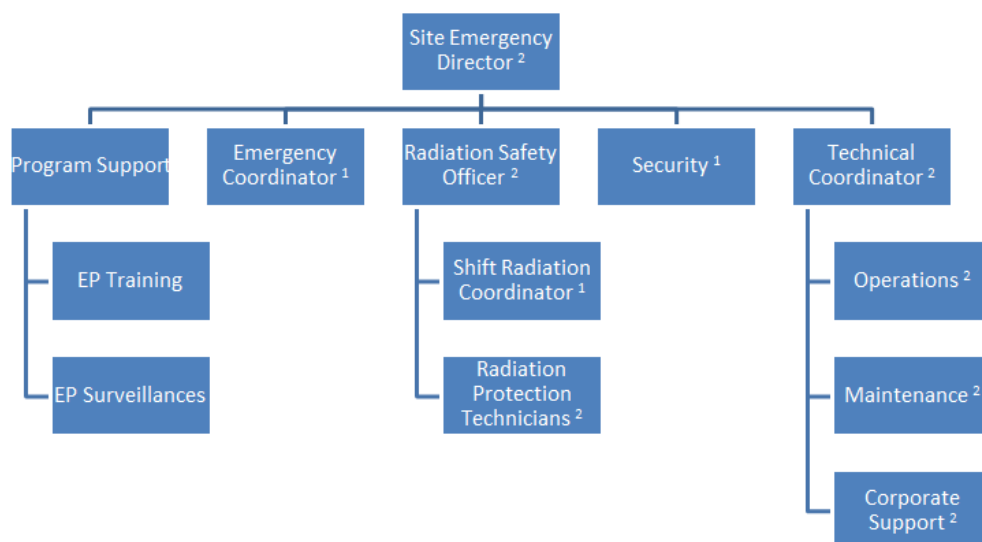 Site Emergency
Director ²
Program Support
Emergency
Coordinator ¹
Radiation Safety
Officer ²
Security ¹
Technical
Coordinator ²
EP Training
EP Surveillances
Shift Radiation
Coordinator ¹
Radiation
Protection
Technicians ²
Operations ²
Maintenance ²
Corporate
Support ²